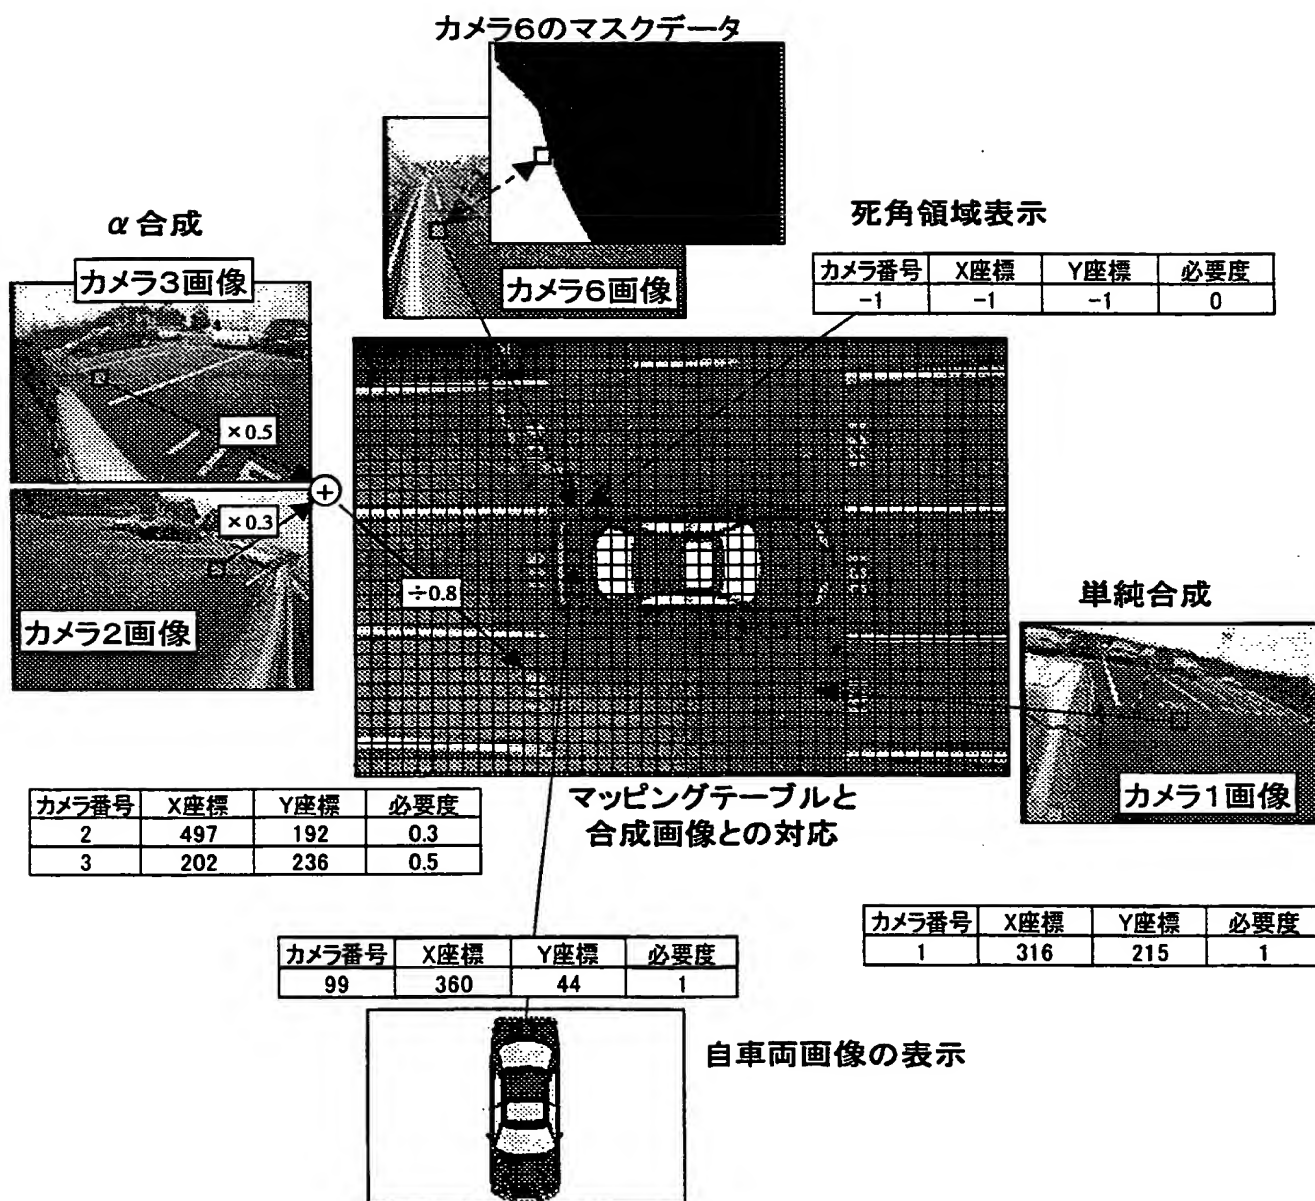 カメラ6のマスクデータ
カメラ6画像
α合成
カメラ3画像
×0.5
+
×0.3
カメラ2画像
÷0.8
死角領域表示
カメラ番号 X座標 Y座標 必要度
-1 -1 -1 0
単純合成
カメラ1画像
マッピングテーブルと
合成画像との対応
カメラ番号 X座標 Y座標 必要度
2 497 192 0.3
3 202 236 0.5
カメラ番号 X座標 Y座標 必要度
1 316 215 1
カメラ番号 X座標 Y座標 必要度
99 360 44 1
自車両画像の表示